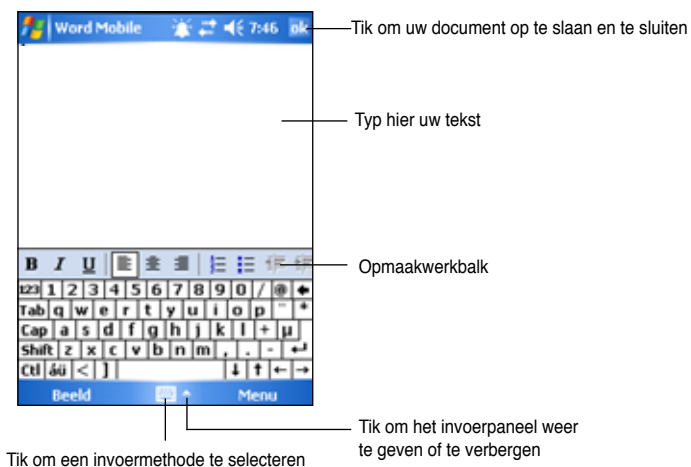 Word Mobile 7:46 ok
Tik om uw document op te slaan en te sluiten
Typ hier uw tekst
B I U
Opmaakwerkbalk
123 1 2 3 4 5 6 7 8 9 0 / @
Tab q w e r t y u i o p ¨ *
Cap a s d f g h j k l + µ
Shift z x c v b n m , . -
Ctl áü < ]
Beeld Menu
Tik om het invoerpaneel weer
te geven of te verbergen
Tik om een invoermethode te selecteren